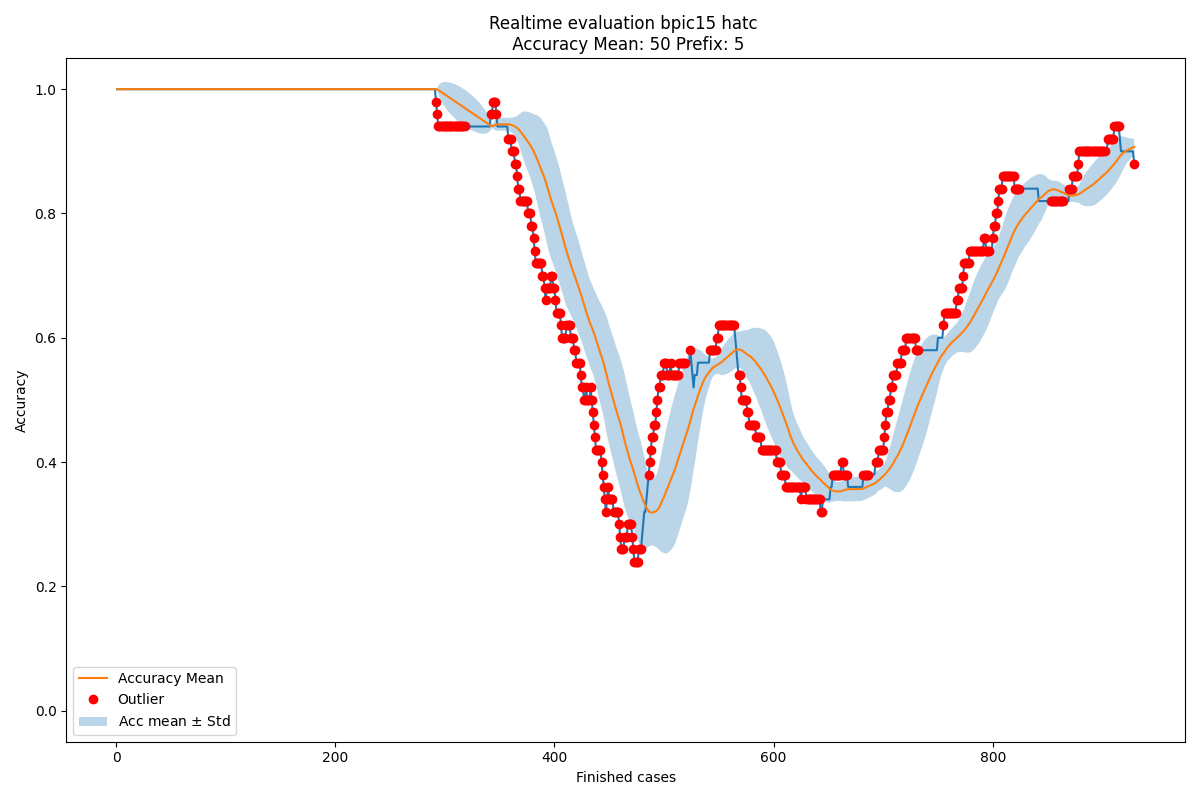 Realtime evaluation bpic15 hatc
Accuracy Mean: 50 Prefix: 5
Accuracy
1.0
0.8
0.6
0.4
0.2
0.0
Accuracy Mean
Outlier
Acc mean ± Std
0 200 400 600 800
Finished cases